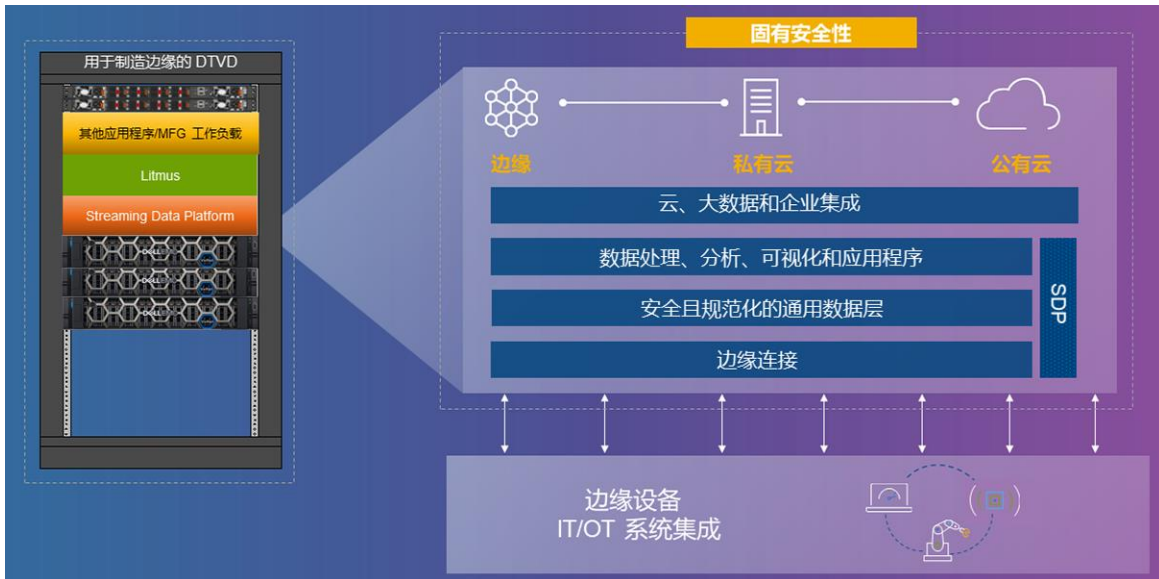 用于制造边缘的 DTVD
其他应用程序/MFG 工作负载
Litmus
Streaming Data Platform
固有安全性
边缘
私有云
公有云
云、大数据和企业集成
数据处理、分析、可视化和应用程序
安全且规范化的通用数据层
边缘连接
SDP
边缘设备
IT/OT 系统集成